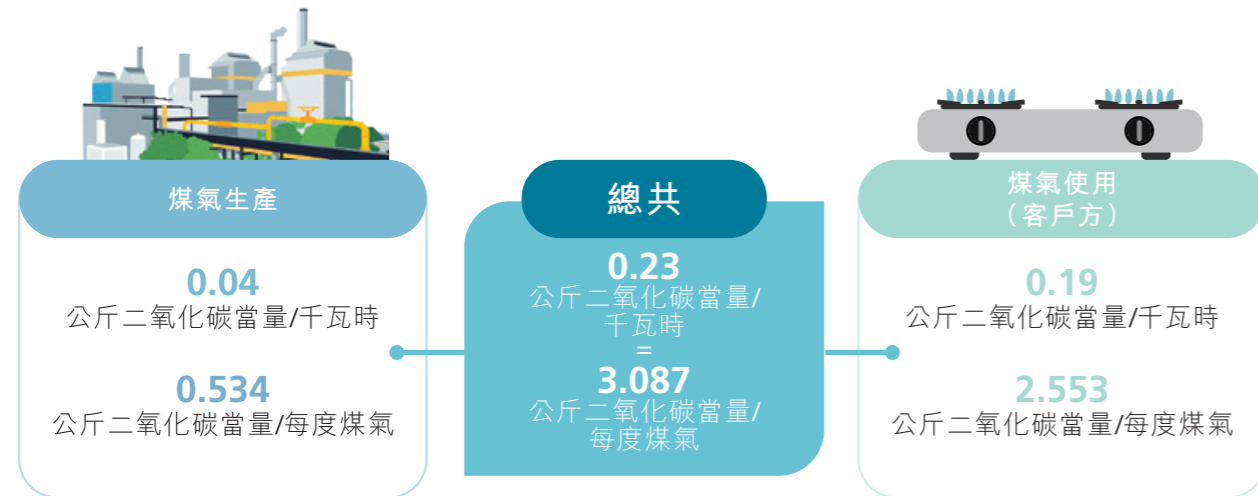 煤氣生產
0.04
公斤二氧化碳當量/千瓦時
0.534
公斤二氧化碳當量/每度煤氣
總共
0.23
公斤二氧化碳當量/
千瓦時
=
3.087
公斤二氧化碳當量/
每度煤氣
煤氣使用
（客戶方）
0.19
公斤二氧化碳當量/千瓦時
2.553
公斤二氧化碳當量/每度煤氣